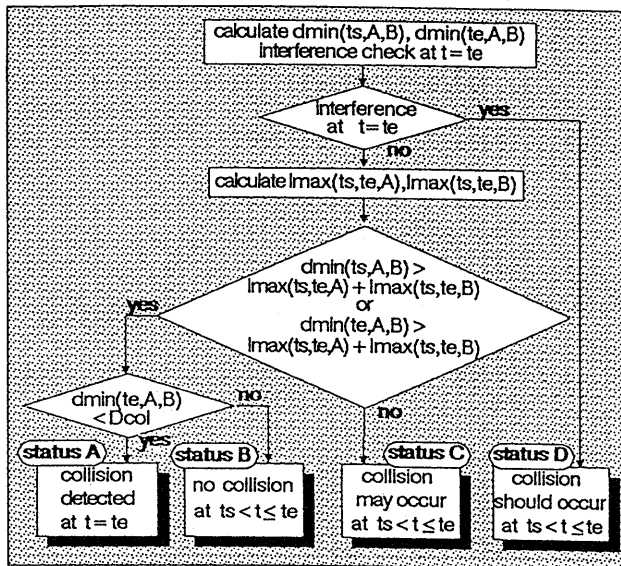 calculate dmin(ts,A,B), dmin(te,A,B)
interference check at t=te
interference
at t=te
yes
no
calculate lmax(ts,te,A),lmax(ts,te,B)
dmin(ts,A,B) >
lmax(ts,te,A) + lmax(ts,te,B)
or
dmin(te,A,B) >
lmax(ts,te,A) + lmax(ts,te,B)
yes
no
dmin(te,A,B)
<Dcol
no
yes
status A
collision
detected
at t=te
status B
no collision
at ts<t≤te
status C
collision
may occur
at ts<t≤te
status D
collision
should occur
at ts<t≤te